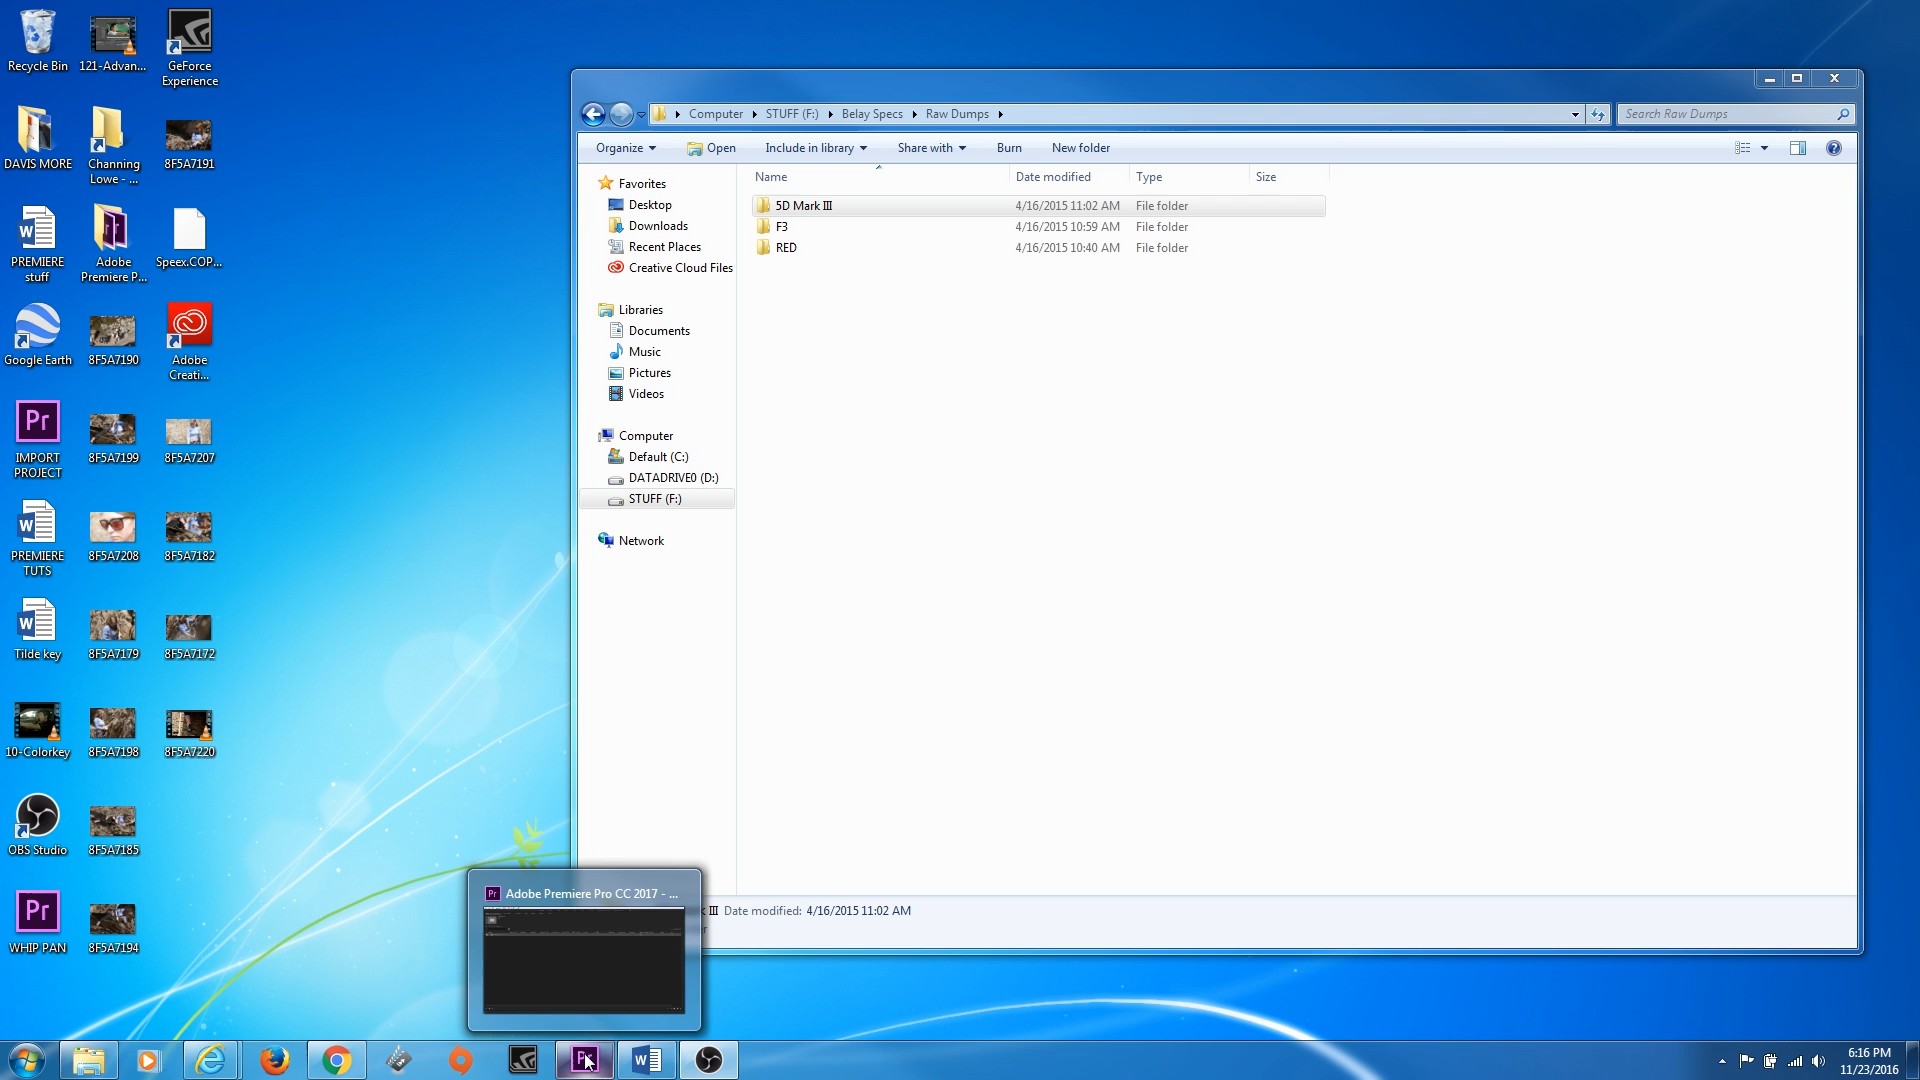 Recycle Bin
121-Advan...
GeForce
Experience
DAVIS MORE
Channing
Lowe - ...
8F5A7191
PREMIERE
stuff
Adobe
Premiere P...
Speex.COP...
Google Earth
8F5A7190
Adobe
Creati...
Pr
IMPORT
PROJECT
8F5A7199
8F5A7207
PREMIERE
TUTS
8F5A7208
8F5A7182
Tilde key
8F5A7179
8F5A7172
10-Colorkey
8F5A7198
8F5A7220
OBS Studio
8F5A7185
Pr
WHIP PAN
8F5A7194
Computer STUFF (F:) Belay Specs Raw Dumps
Search Raw Dumps
Organize Open Include in library Share with Burn New folder
Favorites
Desktop
Downloads
Recent Places
Creative Cloud Files
Libraries
Documents
Music
Pictures
Videos
Computer
Default (C:)
DATADRIVE0 (D:)
STUFF (F:)
Network
Name Date modified Type Size
5D Mark III 4/16/2015 11:02 AM File folder
F3 4/16/2015 10:59 AM File folder
RED 4/16/2015 10:40 AM File folder
Pr Adobe Premiere Pro CC 2017 - ...
III Date modified: 4/16/2015 11:02 AM
6:16 PM
11/23/2016